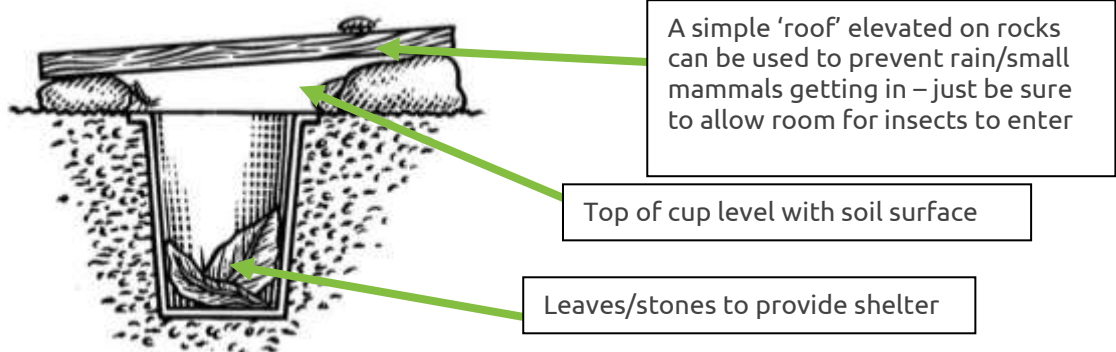 A simple ‘roof’ elevated on rocks
can be used to prevent rain/small
mammals getting in – just be sure
to allow room for insects to enter
Top of cup level with soil surface
Leaves/stones to provide shelter